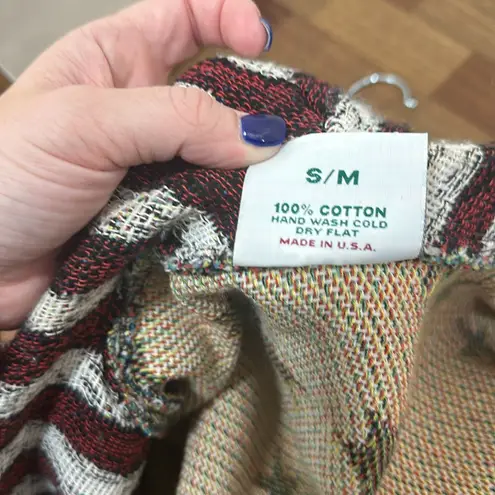 S/M
100% COTTON
HAND WASH COLD
DRY FLAT
MADE IN U.S.A.